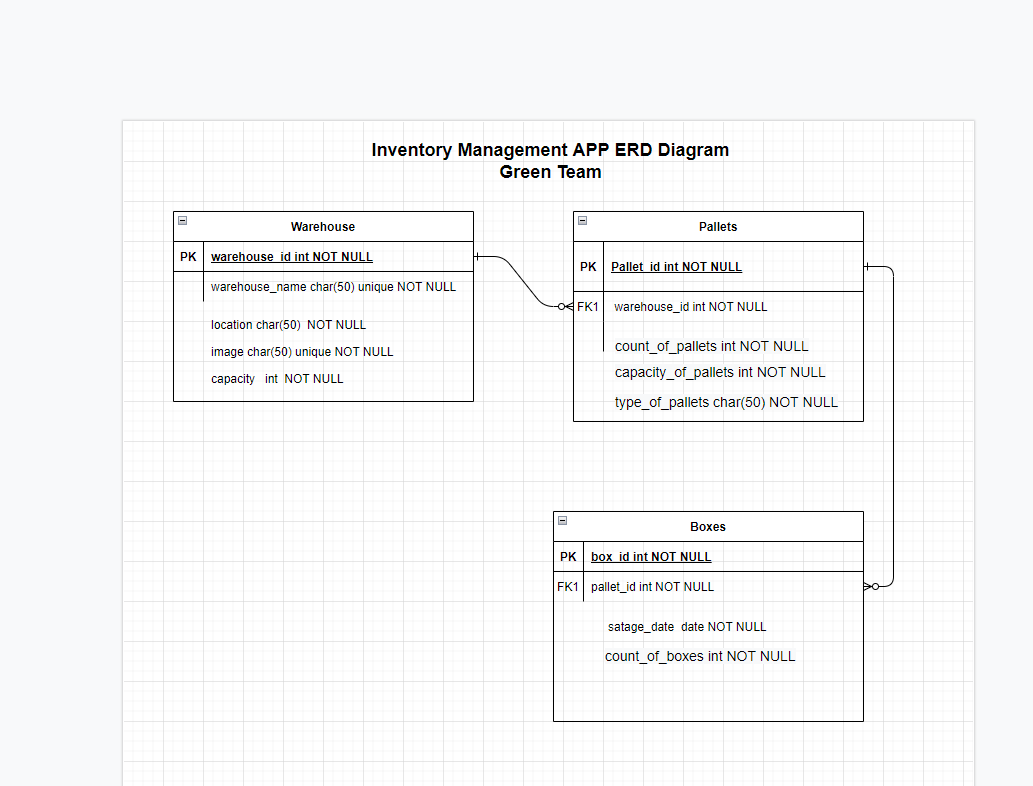 Inventory Management APP ERD Diagram
Green Team
Warehouse
PK warehouse_id int NOT NULL
warehouse_name char(50) unique NOT NULL
location char(50)  NOT NULL
image char(50) unique NOT NULL
capacity   int  NOT NULL
Pallets
PK Pallet_id int NOT NULL
FK1 warehouse_id int NOT NULL
count_of_pallets int NOT NULL
capacity_of_pallets int NOT NULL
type_of_pallets char(50) NOT NULL
Boxes
PK box_id int NOT NULL
FK1 pallet_id int NOT NULL
satage_date  date NOT NULL
count_of_boxes int NOT NULL